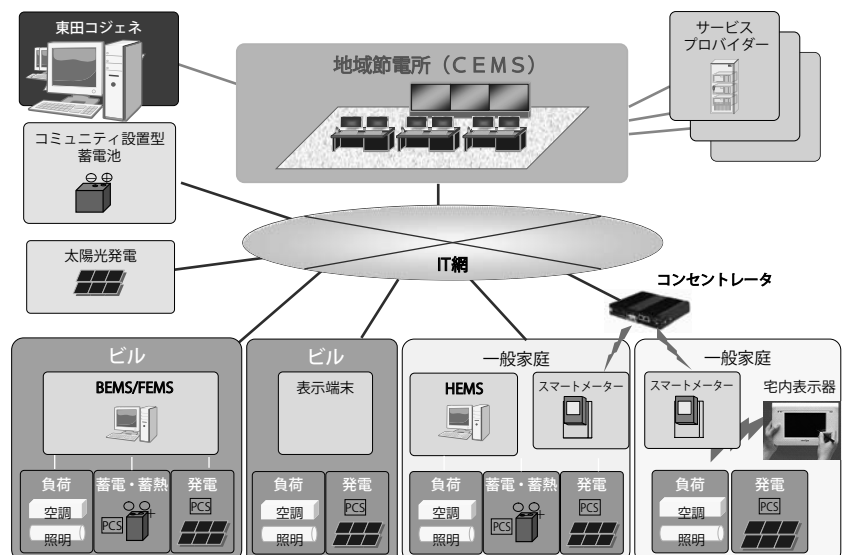 東田コジェネ
地域節電所（CEMS）
サービス
プロバイダー
コミュニティ設置型
蓄電池
太陽光発電
IT網
コンセントレータ
ビル
BEMS/FEMS
負荷
空調
照明
蓄電・蓄熱
PCS
発電
PCS
ビル
表示端末
負荷
空調
照明
発電
PCS
一般家庭
HEMS
スマートメーター
負荷
空調
照明
蓄電・蓄熱
PCS
発電
PCS
一般家庭
スマートメーター
宅内表示器
負荷
空調
照明
発電
PCS